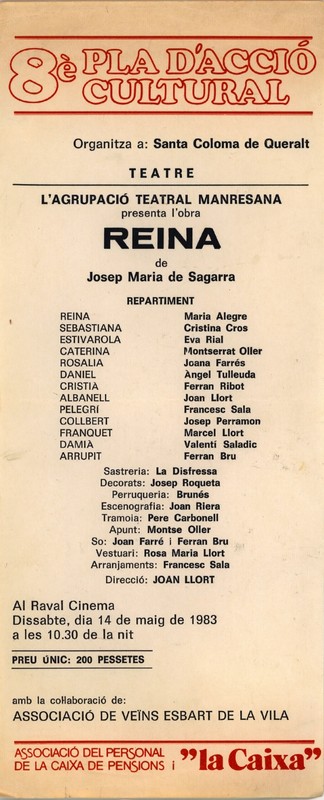 8è PLA D'ACCIÓ
CULTURAL
Organitza a: Santa Coloma de Queralt
TEATRE
L'AGRUPACIÓ TEATRAL MANRESANA
presenta l'obra
REINA
de
Josep Maria de Sagarra
REPARTIMENT
REINA Maria Alegre
SEBASTIANA Cristina Cros
ESTIVAROLA Eva Rial
CATERINA Montserrat Oller
ROSALIA Joana Farrés
DANIEL Àngel Tulleuda
CRISTIA Ferran Ribot
ALBANELL Joan Llort
PELEGRÍ Francesc Sala
COLLBERT Josep Perramon
FRANQUET Marcel Llort
DAMIA Valentí Saladic
ARRUPIT Ferran Bru
Sastreria: La Disfressa
Decorats: Josep Roqueta
Perruqueria: Brunés
Escenografia: Joan Riera
Tramoia: Pere Carbonell
Apunt: Montse Oller
So: Joan Farré i Ferran Bru
Vestuari: Rosa Maria Llort
Arranjaments: Francesc Sala
Direcció: JOAN LLORT
Al Raval Cinema
Dissabte, dia 14 de maig de 1983
a les 10.30 de la nit
PREU ÚNIC: 200 PESSETES
amb la col·laboració de:
ASSOCIACIÓ DE VEÏNS ESBART DE LA VILA
ASSOCIACIÓ DEL PERSONAL
DE LA CAIXA DE PENSIONS i "la Caixa"